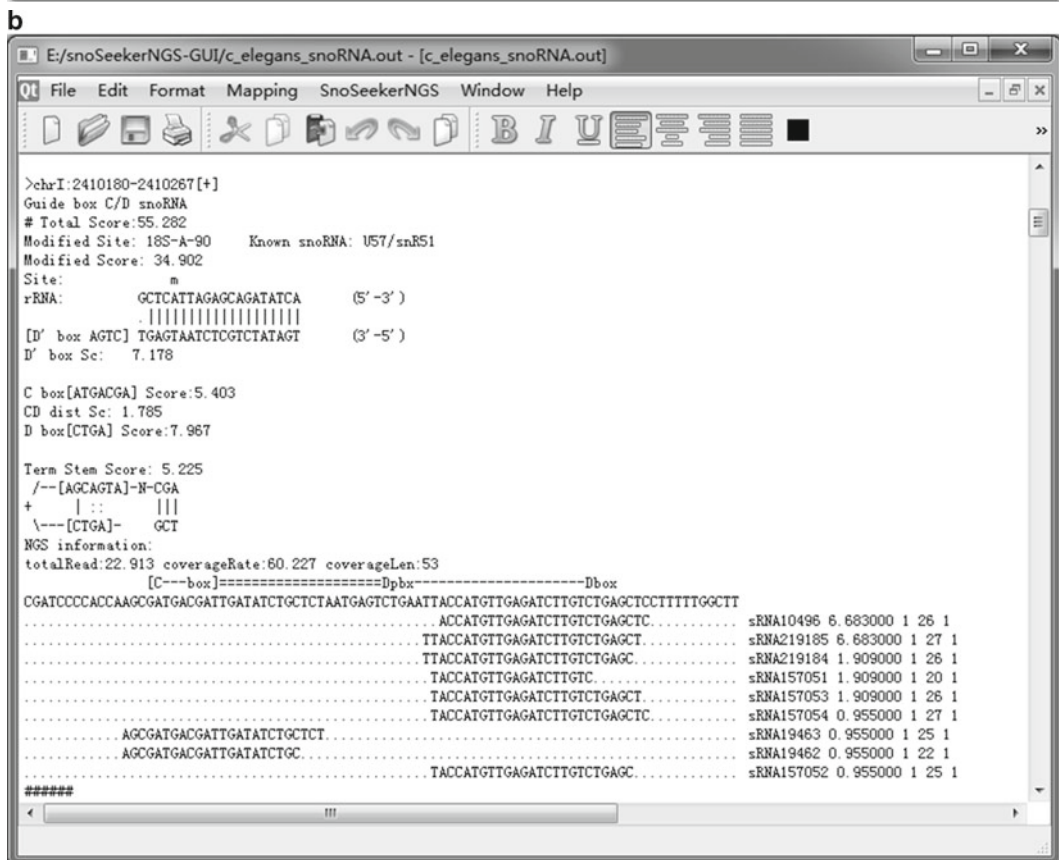 b
E:/snoSeekerNGS-GUI/c_elegans_snoRNA.out - [c_elegans_snoRNA.out]
Qt File Edit Format Mapping SnoSeekerNGS Window Help
B I U »
>chrI:2410180-2410267[+]
Guide box C/D snoRNA
# Total Score:55.282
Modified Site: 18S-A-90 Known snoRNA: U57/snR51
Modified Score: 34.902
Site: m
rRNA: GCTCATTAGAGCAGATATCA (5'-3')
.|||||||||||||||||||
[D' box AGTC] TGAGTAATCTCGTCTATAGT (3'-5')
D' box Sc: 7.178
C box[ATGACGA] Score:5.403
CD dist Sc: 1.785
D box[CTGA] Score:7.967
Term Stem Score: 5.225
/--[AGCAGTA]-N-CGA
+ | :: |||
\---[CTGA]- GCT
NGS information:
totalRead:22.913 coverageRate:60.227 coverageLen:53
[C---box]====================Dpbx---------------------Dbox
CGATCCCCACCAAGCGATGACGATTGATATCTGCTCTAATGAGTCTGAATTACCATGTTGAGATCTTGTCTGAGCTCCTTTTTGGCTT
...................................................ACCATGTTGAGATCTTGTCTGAGCTC........... sRNA10496 6.683000 1 26 1
.................................................TTACCATGTTGAGATCTTGTCTGAGCT............ sRNA219185 6.683000 1 27 1
.................................................TTACCATGTTGAGATCTTGTCTGAGC............. sRNA219184 1.909000 1 26 1
..................................................TACCATGTTGAGATCTTGTC.................. sRNA157051 1.909000 1 20 1
..................................................TACCATGTTGAGATCTTGTCTGAGCT............ sRNA157053 1.909000 1 26 1
..................................................TACCATGTTGAGATCTTGTCTGAGCTC........... sRNA157054 0.955000 1 27 1
............AGCGATGACGATTGATATCTGCTCT................................................... sRNA19463 0.955000 1 25 1
............AGCGATGACGATTGATATCTGC...................................................... sRNA19462 0.955000 1 22 1
..................................................TACCATGTTGAGATCTTGTCTGAGC............. sRNA157052 0.955000 1 25 1
######